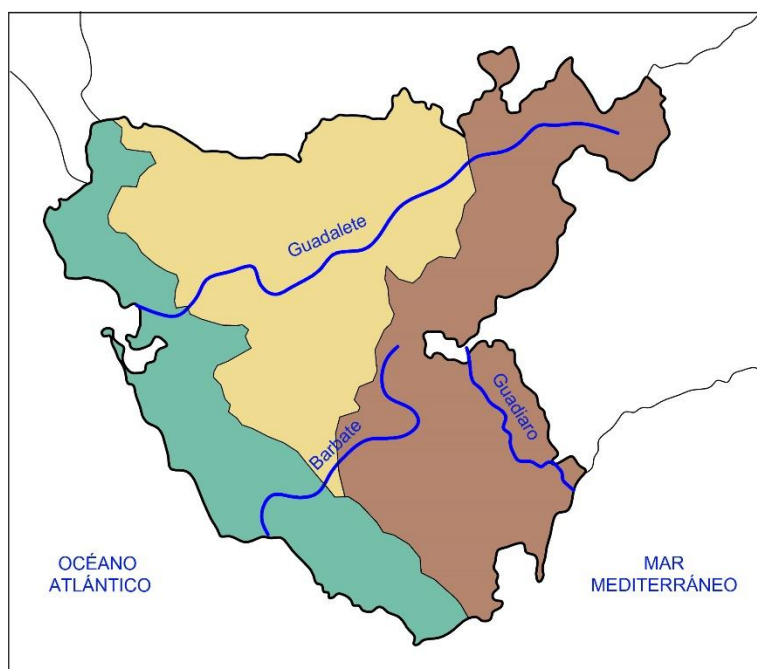 Guadalete
Guadiaro
Barbate
OCÉANO
ATLÁNTICO
MAR
MEDITERRÁNEO